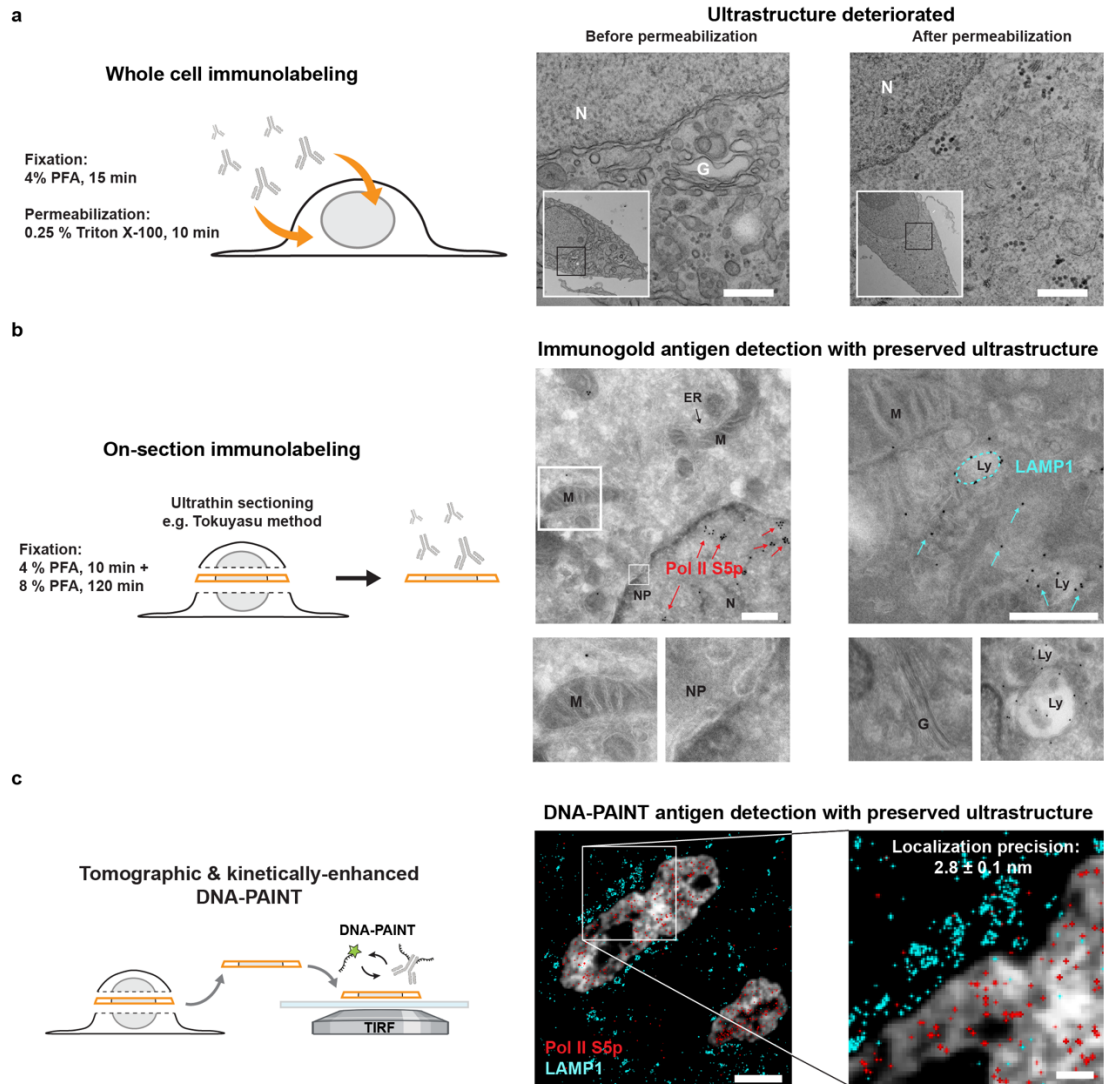 a
Ultrastructure deteriorated
Before permeabilization
After permeabilization
Whole cell immunolabeling
Fixation:
4% PFA, 15 min
Permeabilization:
0.25 % Triton X-100, 10 min
N
G
N
b
Immunogold antigen detection with preserved ultrastructure
On-section immunolabeling
Ultrathin sectioning
e.g. Tokuyasu method
Fixation:
4 % PFA, 10 min +
8 % PFA, 120 min
ER
M
M
Pol II S5p
NP
N
M
Ly
LAMP1
Ly
M
NP
G
Ly
Ly
c
DNA-PAINT antigen detection with preserved ultrastructure
Tomographic & kinetically-enhanced
DNA-PAINT
DNA-PAINT
TIRF
Pol II S5p
LAMP1
Localization precision:
2.8 ± 0.1 nm